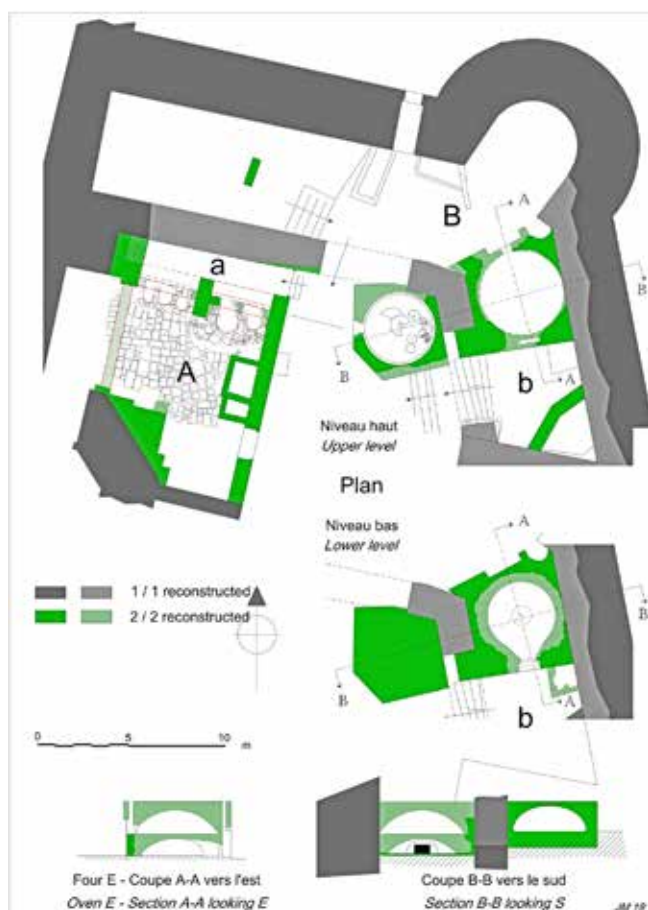 A
B
a
B
A
b
A
B
Niveau haut
Upper level
Plan
Niveau bas
Lower level
A
B
1 / 1 reconstructed
2 / 2 reconstructed
B
A
b
0 5 10 m
Four E - Coupe A-A vers l'est
Oven E - Section A-A looking E
Coupe B-B vers le sud
Section B-B looking S